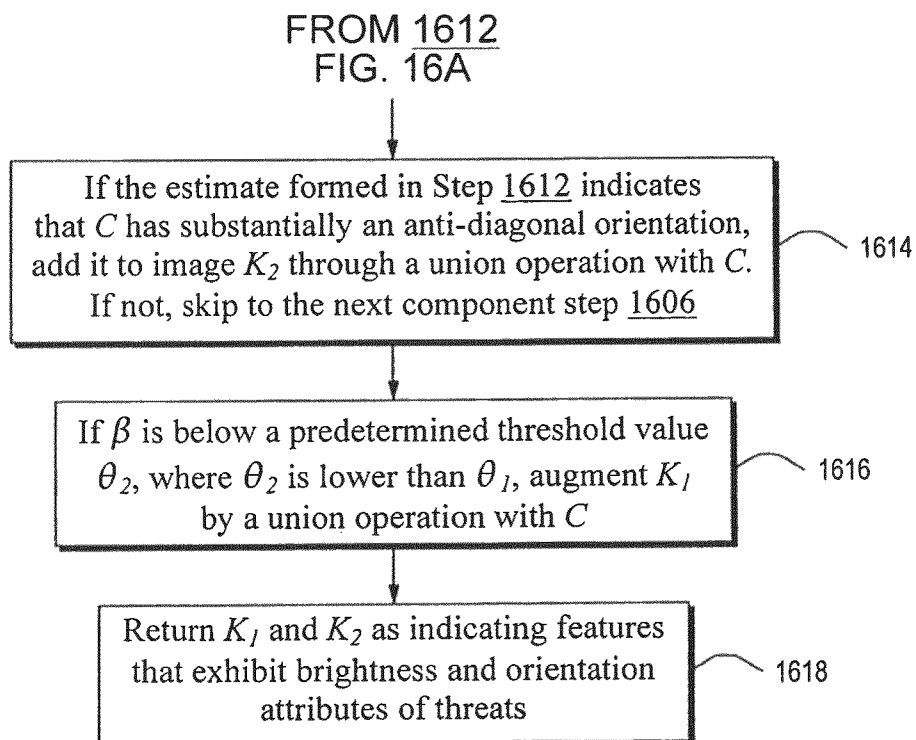 FROM 1612
FIG. 16A
If the estimate formed in Step 1612 indicates
that C has substantially an anti-diagonal orientation,
add it to image K2 through a union operation with C.
If not, skip to the next component step 1606
1614
If β is below a predetermined threshold value
θ2, where θ2 is lower than θ1, augment K1
by a union operation with C
1616
Return K1 and K2 as indicating features
that exhibit brightness and orientation
attributes of threats
1618